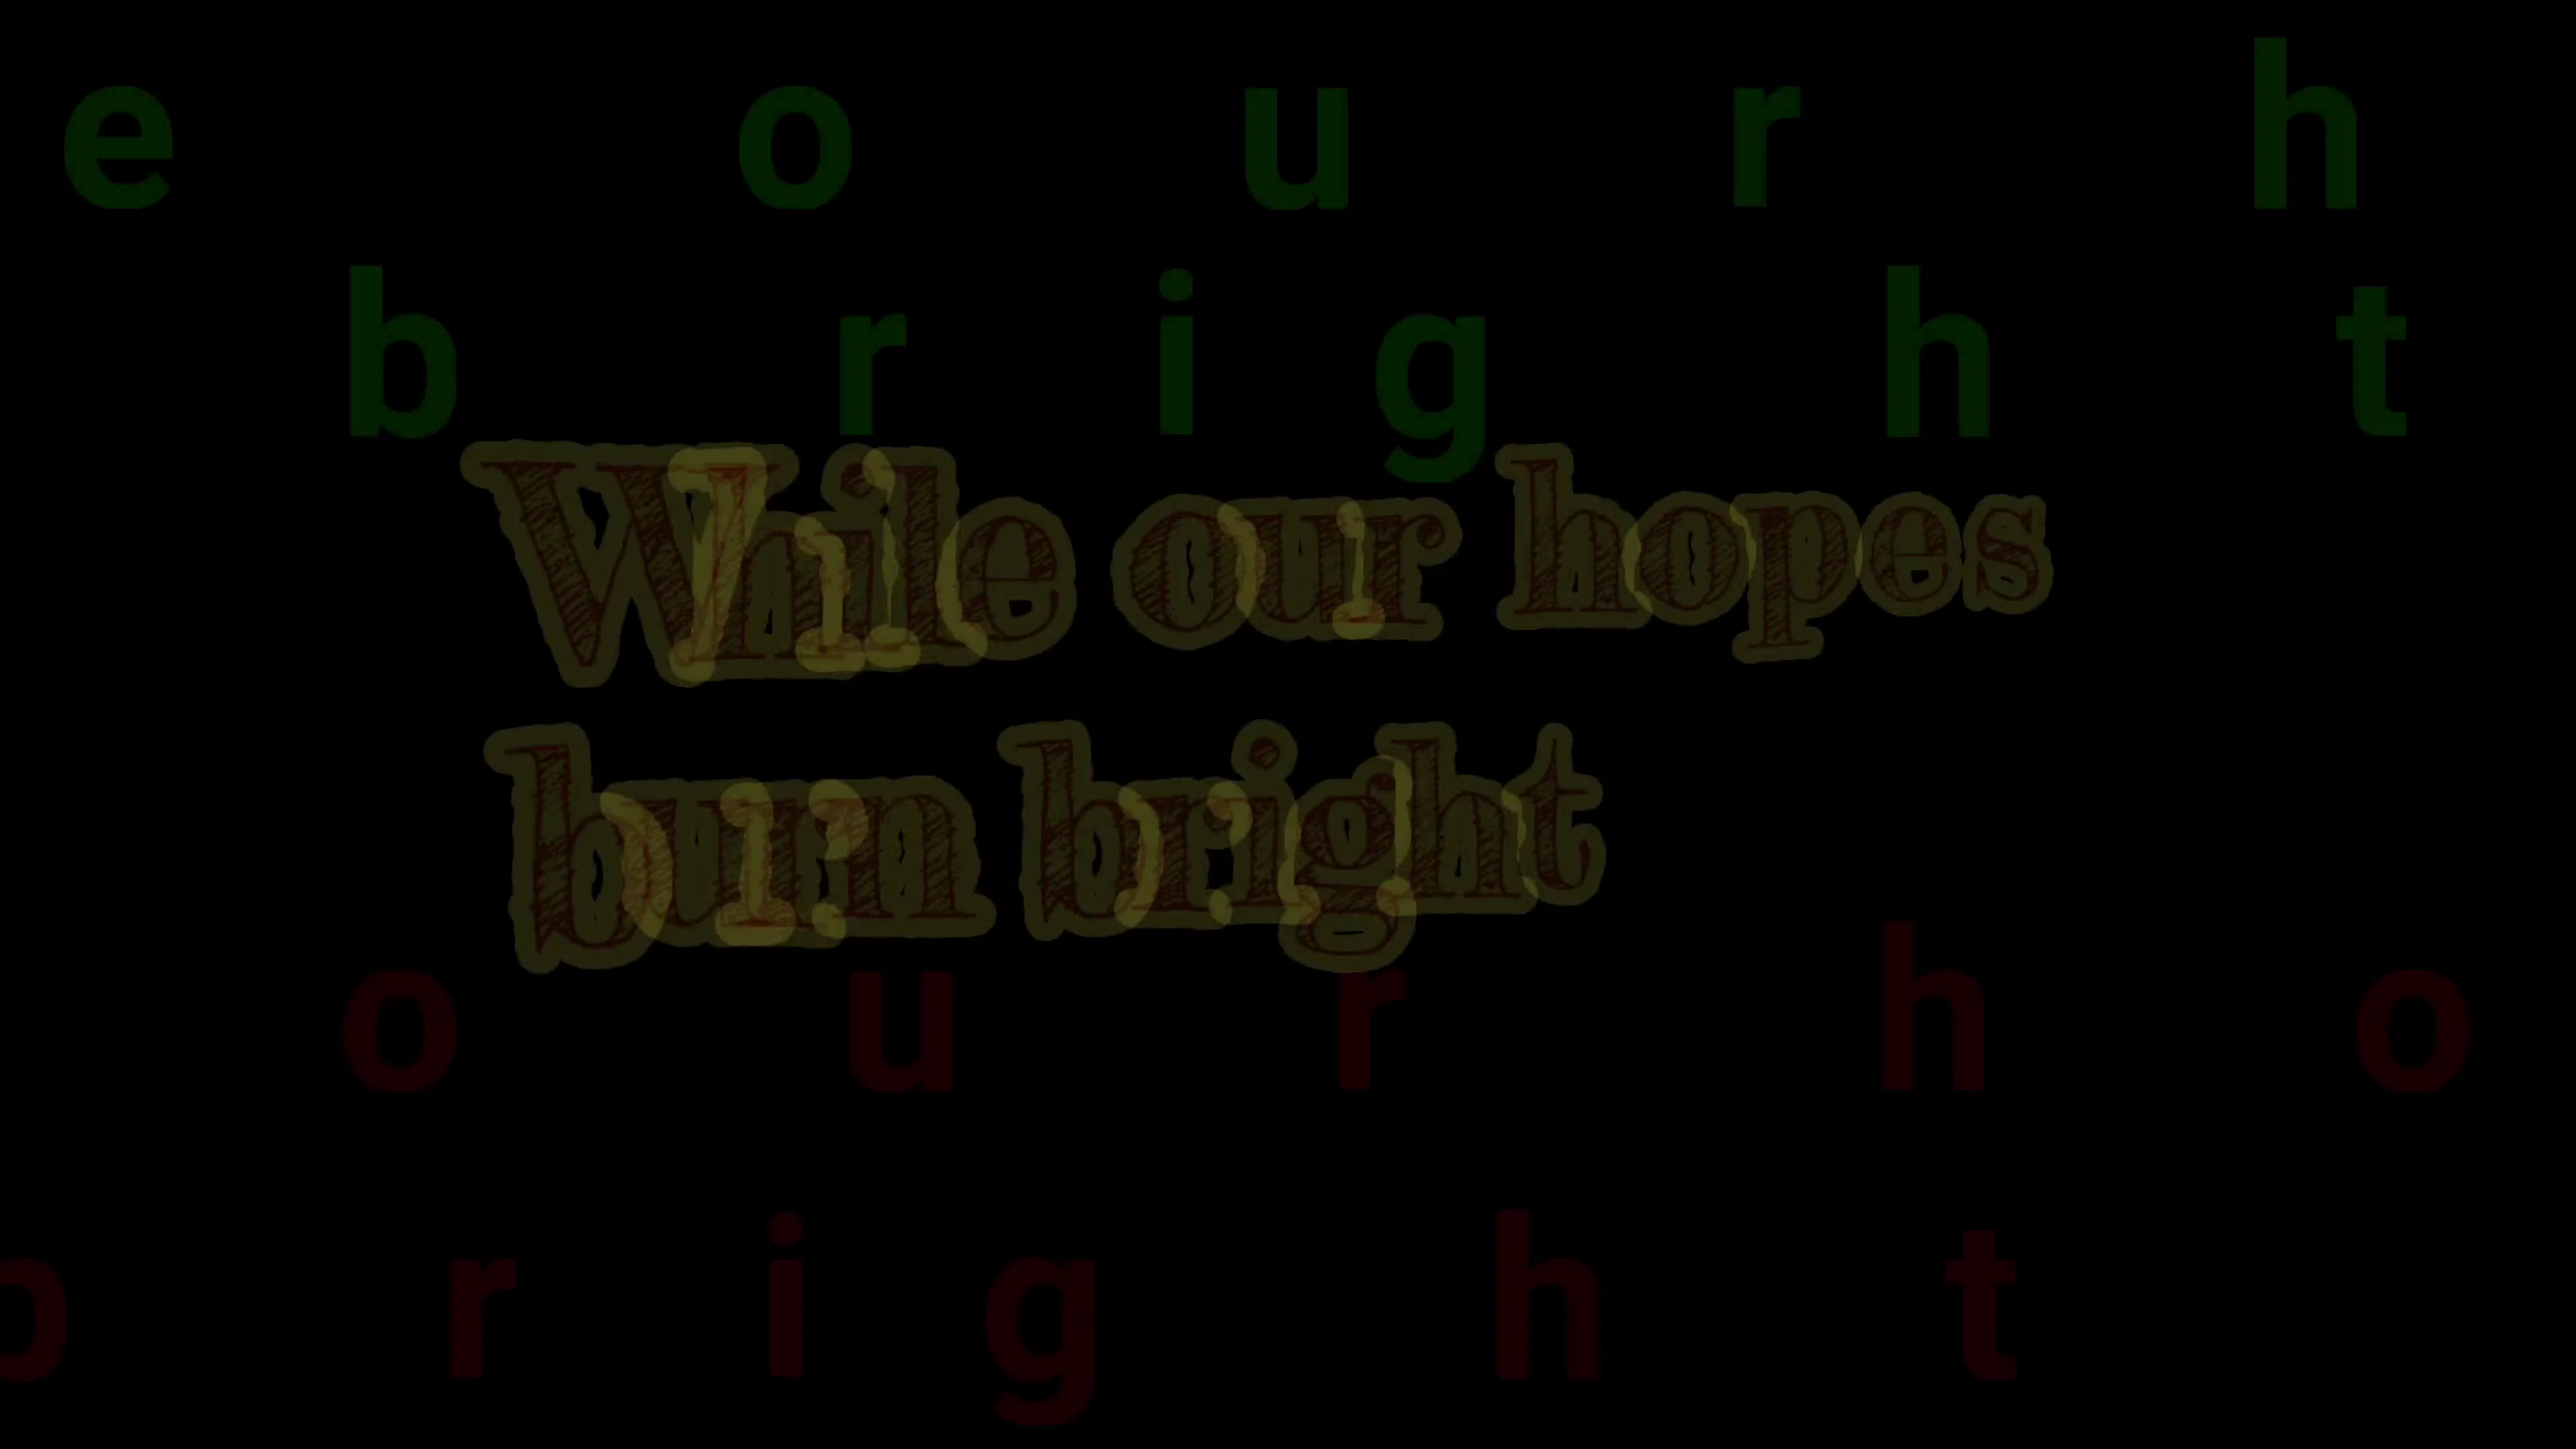 e o u r h
b r i g h t
While our hopes
burn bright
o u r h o
b r i g h t